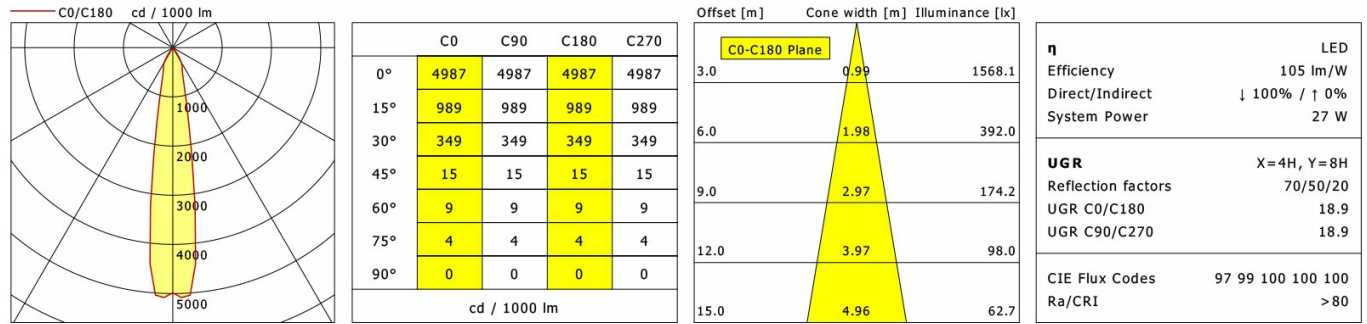 C0/C180 cd / 1000 lm
1000
2000
3000
4000
5000
C0 C90 C180 C270
0° 4987 4987 4987 4987
15° 989 989 989 989
30° 349 349 349 349
45° 15 15 15 15
60° 9 9 9 9
75° 4 4 4 4
90° 0 0 0 0
cd / 1000 lm
Offset [m] Cone width [m] Illuminance [lx]
C0-C180 Plane
3.0 0.99 1568.1
6.0 1.98 392.0
9.0 2.97 174.2
12.0 3.97 98.0
15.0 4.96 62.7
η LED
Efficiency 105 lm/W
Direct/Indirect ↓ 100% / ↑ 0%
System Power 27 W
UGR X=4H, Y=8H
Reflection factors 70/50/20
UGR C0/C180 18.9
UGR C90/C270 18.9
CIE Flux Codes 97 99 100 100 100
Ra/CRI >80